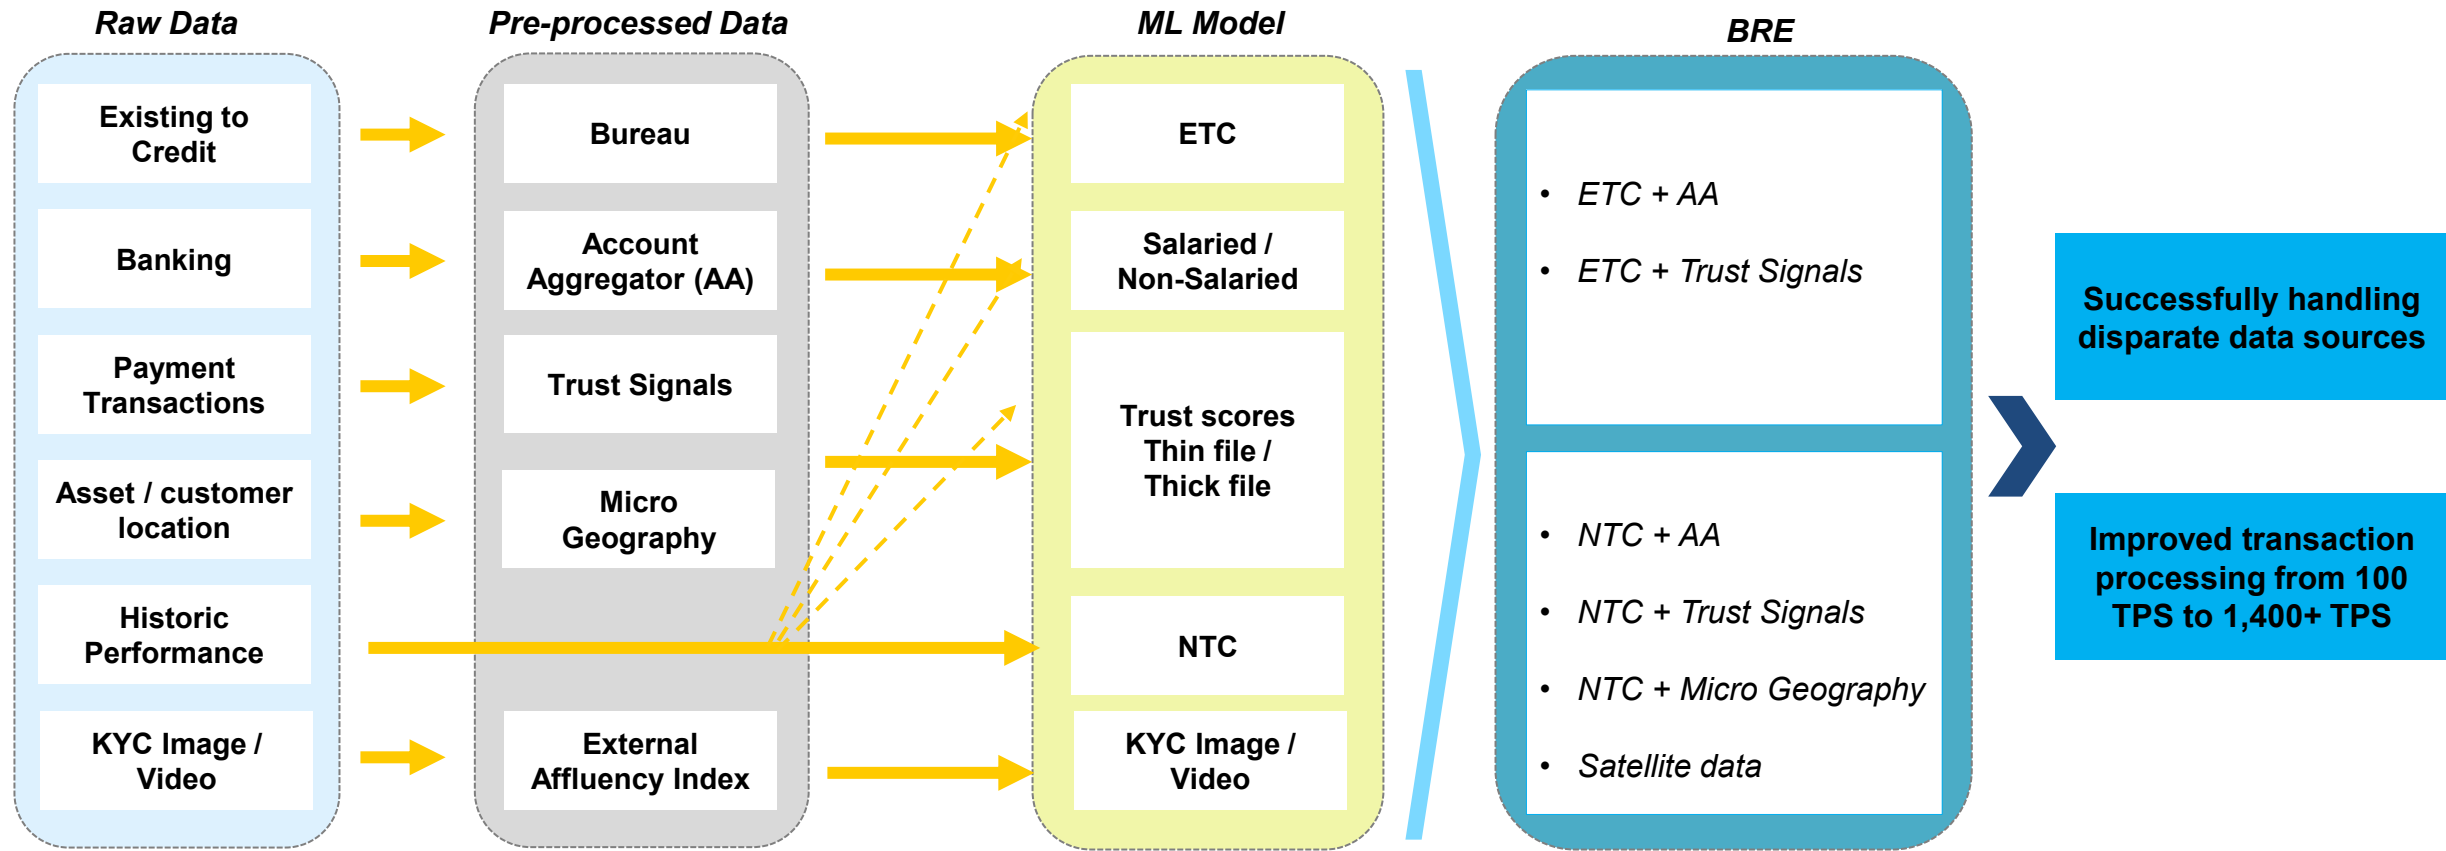 Raw Data
Existing to
Credit
Banking
Payment
Transactions
Asset / customer
location
Historic
Performance
KYC Image /
Video
Pre-processed Data
Bureau
Account
Aggregator (AA)
Trust Signals
Micro
Geography
External
Affluency Index
ML Model
ETC
Salaried /
Non-Salaried
Trust scores
Thin file /
Thick file
NTC
KYC Image /
Video
BRE
• ETC + AA
• ETC + Trust Signals
• NTC + AA
• NTC + Trust Signals
• NTC + Micro Geography
• Satellite data
Successfully handling
disparate data sources
Improved transaction
processing from 100
TPS to 1,400+ TPS